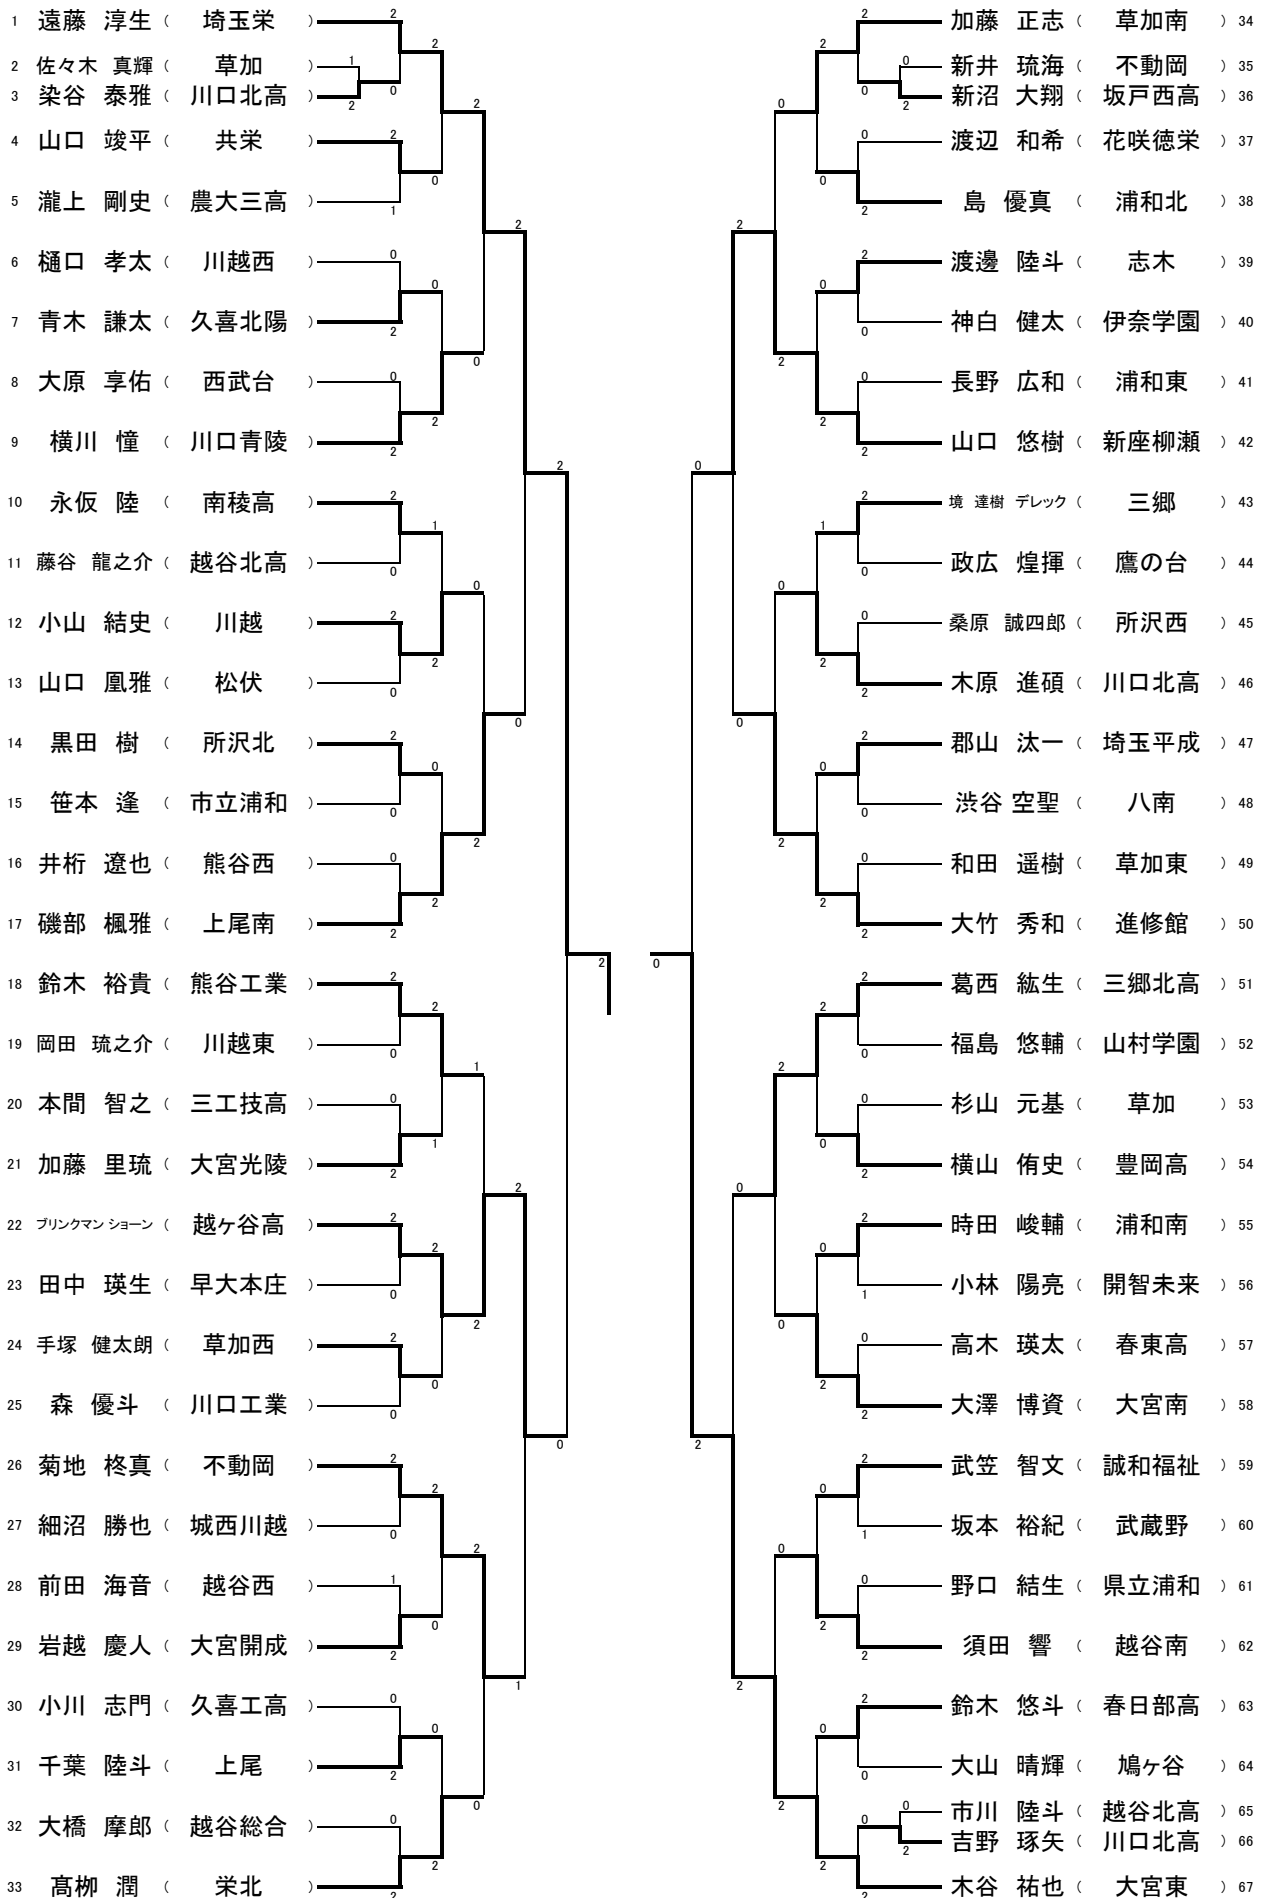 1 遠藤 淳生 ( 埼玉栄 )
2 佐々木 真輝 ( 草加 )
3 染谷 泰雅 ( 川口北高 )
4 山口 竣平 ( 共栄 )
5 瀧上 剛史 ( 農大三高 )
6 樋口 孝太 ( 川越西 )
7 青木 謙太 ( 久喜北陽 )
8 大原 享佑 ( 西武台 )
9 横川 憧 ( 川口青陵 )
10 永仮 陸 ( 南稜高 )
11 藤谷 龍之介 ( 越谷北高 )
12 小山 結史 ( 川越 )
13 山口 凰雅 ( 松伏 )
14 黒田 樹 ( 所沢北 )
15 笹本 逢 ( 市立浦和 )
16 井桁 遼也 ( 熊谷西 )
17 磯部 楓雅 ( 上尾南 )
18 鈴木 裕貴 ( 熊谷工業 )
19 岡田 琉之介 ( 川越東 )
20 本間 智之 ( 三工技高 )
21 加藤 里琉 ( 大宮光陵 )
22 ブリンクマン ショーン ( 越ヶ谷高 )
23 田中 瑛生 ( 早大本庄 )
24 手塚 健太朗 ( 草加西 )
25 森 優斗 ( 川口工業 )
26 菊地 柊真 ( 不動岡 )
27 細沼 勝也 ( 城西川越 )
28 前田 海音 ( 越谷西 )
29 岩越 慶人 ( 大宮開成 )
30 小川 志門 ( 久喜工高 )
31 千葉 陸斗 ( 上尾 )
32 大橋 摩郎 ( 越谷総合 )
33 髙栁 潤 ( 栄北 )
加藤 正志 ( 草加南 ) 34
新井 琉海 ( 不動岡 ) 35
新沼 大翔 ( 坂戸西高 ) 36
渡辺 和希 ( 花咲徳栄 ) 37
島 優真 ( 浦和北 ) 38
渡邊 陸斗 ( 志木 ) 39
神白 健太 ( 伊奈学園 ) 40
長野 広和 ( 浦和東 ) 41
山口 悠樹 ( 新座柳瀬 ) 42
境 達樹 デレック ( 三郷 ) 43
政広 煌揮 ( 鷹の台 ) 44
桑原 誠四郎 ( 所沢西 ) 45
木原 進碩 ( 川口北高 ) 46
郡山 汰一 ( 埼玉平成 ) 47
渋谷 空聖 ( 八南 ) 48
和田 遥樹 ( 草加東 ) 49
大竹 秀和 ( 進修館 ) 50
葛西 紘生 ( 三郷北高 ) 51
福島 悠輔 ( 山村学園 ) 52
杉山 元基 ( 草加 ) 53
横山 侑史 ( 豊岡高 ) 54
時田 峻輔 ( 浦和南 ) 55
小林 陽亮 ( 開智未来 ) 56
高木 瑛太 ( 春東高 ) 57
大澤 博資 ( 大宮南 ) 58
武笠 智文 ( 誠和福祉 ) 59
坂本 裕紀 ( 武蔵野 ) 60
野口 結生 ( 県立浦和 ) 61
須田 響 ( 越谷南 ) 62
鈴木 悠斗 ( 春日部高 ) 63
大山 晴輝 ( 鳩ヶ谷 ) 64
市川 陸斗 ( 越谷北高 ) 65
吉野 琢矢 ( 川口北高 ) 66
木谷 祐也 ( 大宮東 ) 67